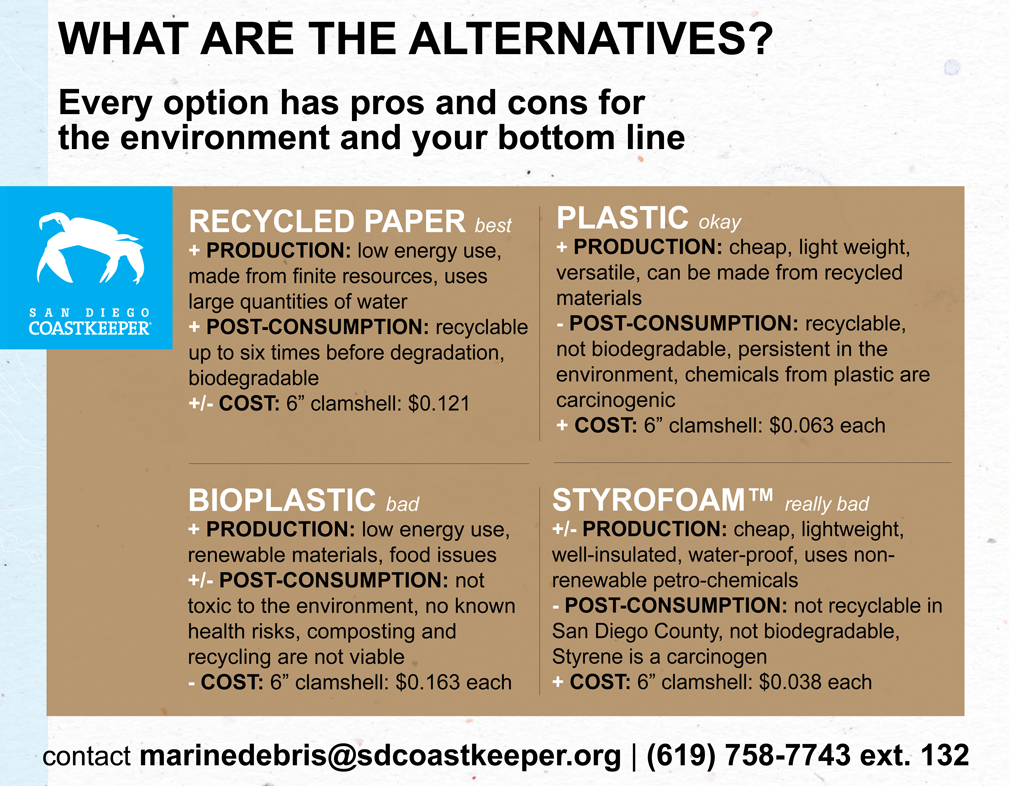 WHAT ARE THE ALTERNATIVES?
Every option has pros and cons for
the environment and your bottom line
SAN DIEGO
COASTKEEPER
RECYCLED PAPER best
+ PRODUCTION: low energy use,
made from finite resources, uses
large quantities of water
+ POST-CONSUMPTION: recyclable
up to six times before degradation,
biodegradable
+/- COST: 6” clamshell: $0.121
PLASTIC okay
+ PRODUCTION: cheap, light weight,
versatile, can be made from recycled
materials
- POST-CONSUMPTION: recyclable,
not biodegradable, persistent in the
environment, chemicals from plastic are
carcinogenic
+ COST: 6” clamshell: $0.063 each
BIOPLASTIC bad
+ PRODUCTION: low energy use,
renewable materials, food issues
+/- POST-CONSUMPTION: not
toxic to the environment, no known
health risks, composting and
recycling are not viable
- COST: 6” clamshell: $0.163 each
STYROFOAM™ really bad
+/- PRODUCTION: cheap, lightweight,
well-insulated, water-proof, uses non-
renewable petro-chemicals
- POST-CONSUMPTION: not recyclable in
San Diego County, not biodegradable,
Styrene is a carcinogen
+ COST: 6” clamshell: $0.038 each
contact marinedebris@sdcoastkeeper.org | (619) 758-7743 ext. 132